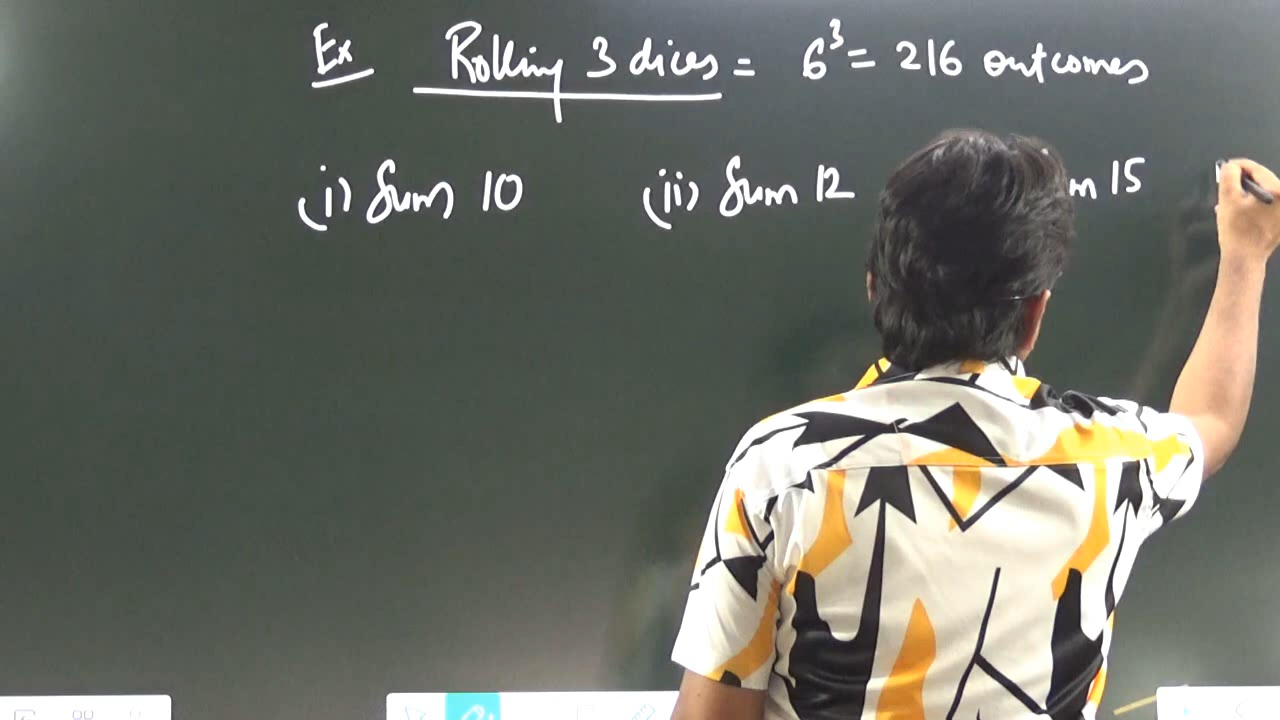 Ex Rolling 3 dices = 6³ = 216 outcomes
(i) Sum 10 (ii) Sum 12 m 15